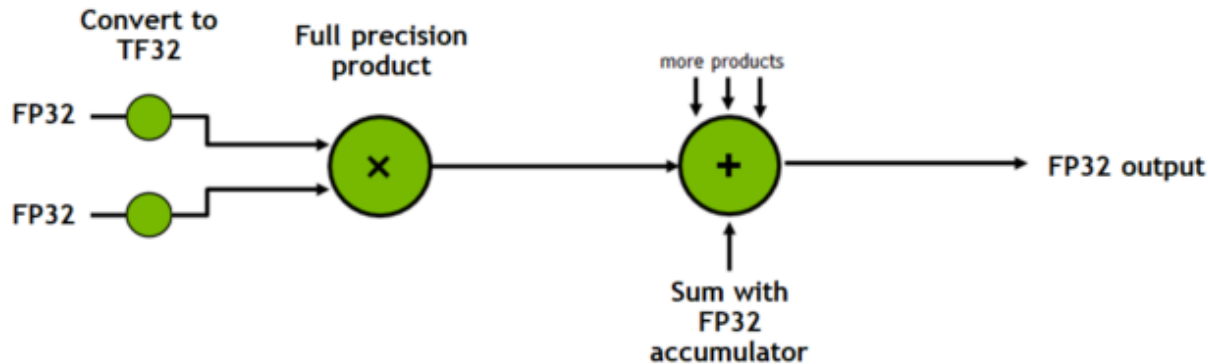 Convert to
TF32
Full precision
product
more products
FP32
×
+
FP32 output
FP32
Sum with
FP32
accumulator